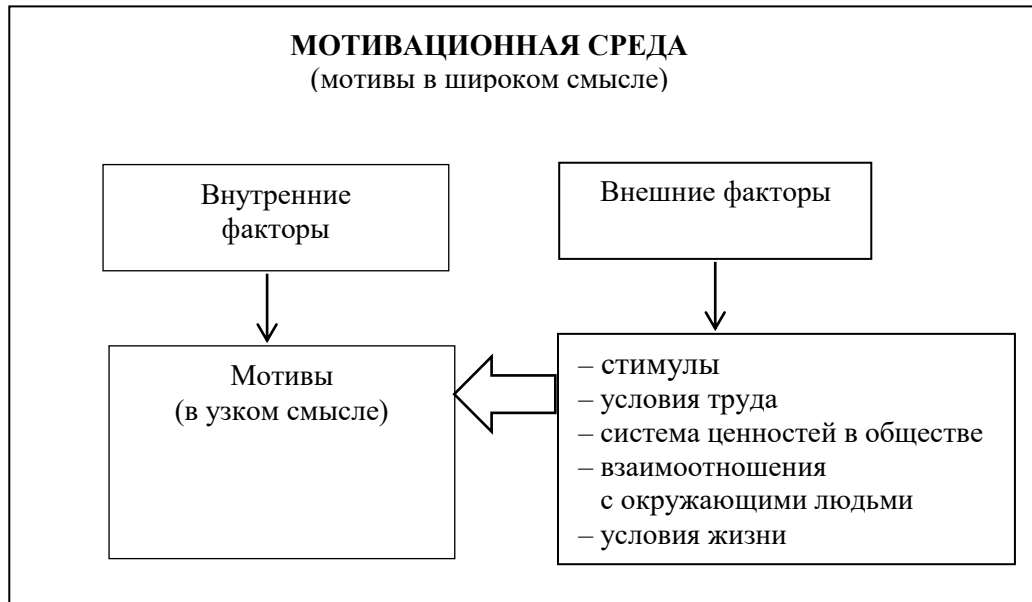 МОТИВАЦИОННАЯ СРЕДА
(мотивы в широком смысле)
Внутренние
факторы
Внешние факторы
Мотивы
(в узком смысле)
– стимулы
– условия труда
– система ценностей в обществе
– взаимоотношения
с окружающими людьми
– условия жизни